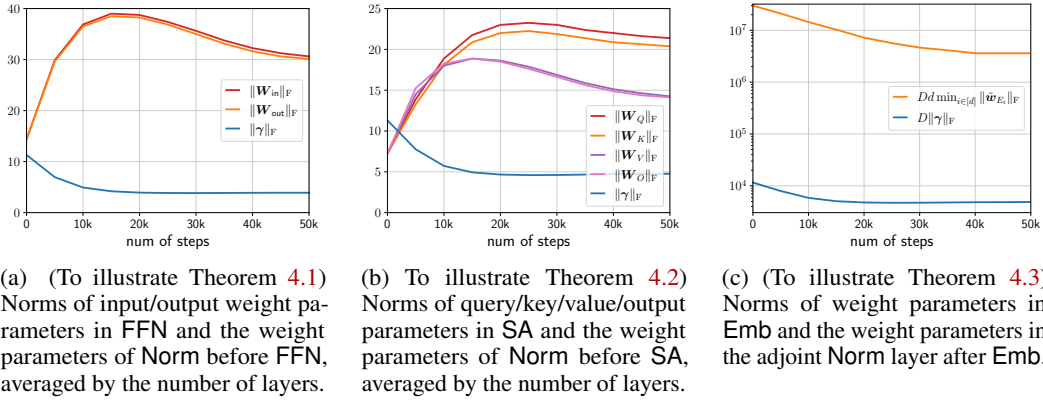 40
30
20
10
0
‖W_in‖_F
‖W_out‖_F
‖γ‖_F
0 10k 20k 30k 40k 50k
num of steps
25
20
15
10
5
0
‖W_Q‖_F
‖W_K‖_F
‖W_V‖_F
‖W_O‖_F
‖γ‖_F
0 10k 20k 30k 40k 50k
num of steps
10^7
10^6
10^5
10^4
Dd min_{i∈[d]} ‖w̃_{E_i}‖_F
D‖γ‖_F
0 10k 20k 30k 40k 50k
num of steps
(a) (To illustrate Theorem 4.1)
Norms of input/output weight pa-
rameters in FFN and the weight
parameters of Norm before FFN,
averaged by the number of layers.
(b) (To illustrate Theorem 4.2)
Norms of query/key/value/output
parameters in SA and the weight
parameters of Norm before SA,
averaged by the number of layers.
(c) (To illustrate Theorem 4.3)
Norms of weight parameters in
Emb and the weight parameters in
the adjoint Norm layer after Emb.